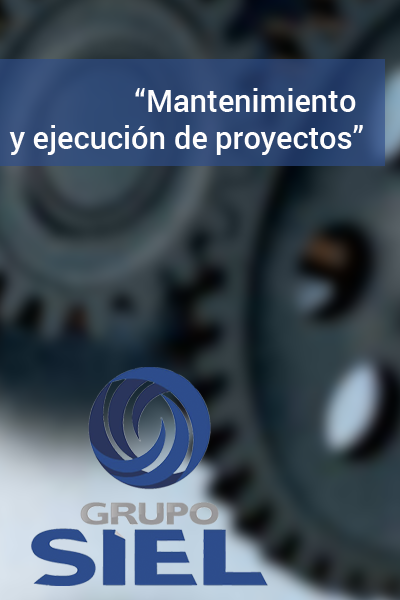 “Mantenimiento
y ejecución de proyectos”
GRUPO
SIEL